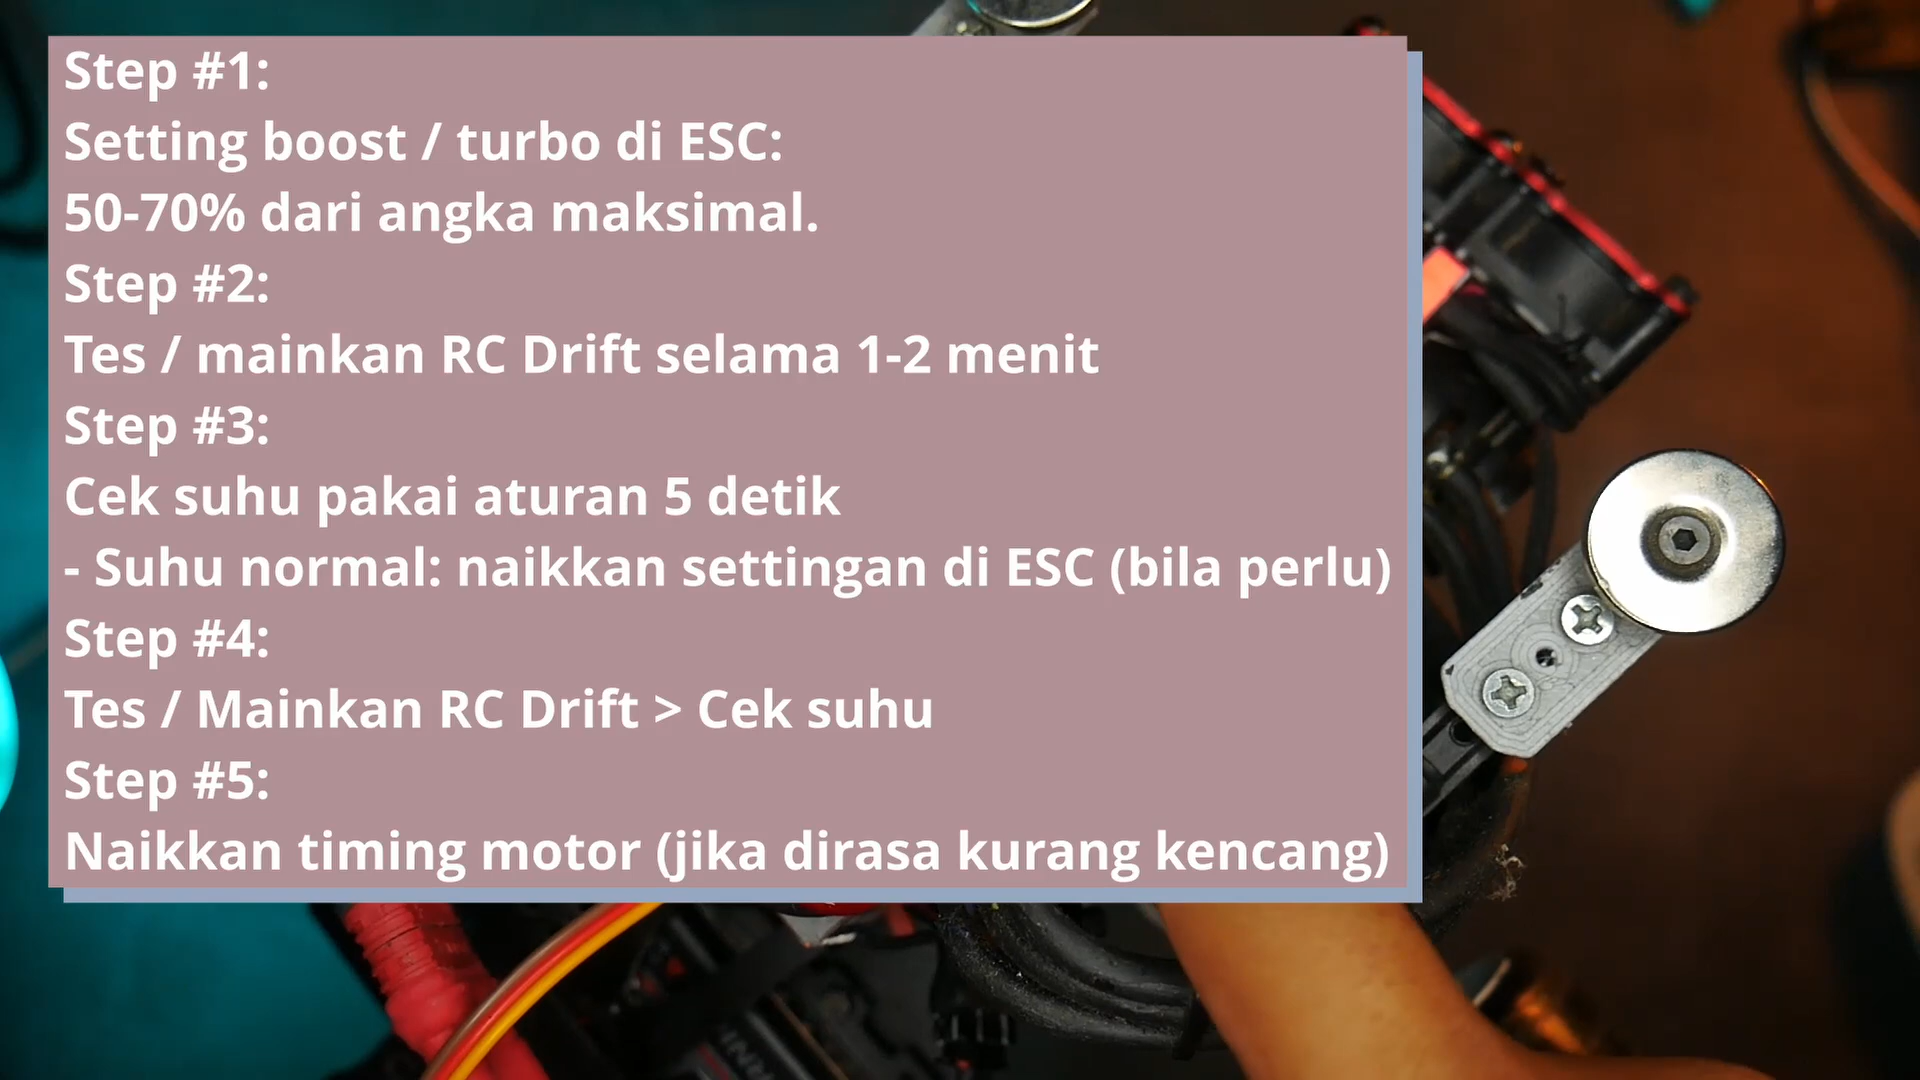 Step #1:
Setting boost / turbo di ESC:
50-70% dari angka maksimal.
Step #2:
Tes / mainkan RC Drift selama 1-2 menit
Step #3:
Cek suhu pakai aturan 5 detik
- Suhu normal: naikkan settingan di ESC (bila perlu)
Step #4:
Tes / Mainkan RC Drift > Cek suhu
Step #5:
Naikkan timing motor (jika dirasa kurang kencang)